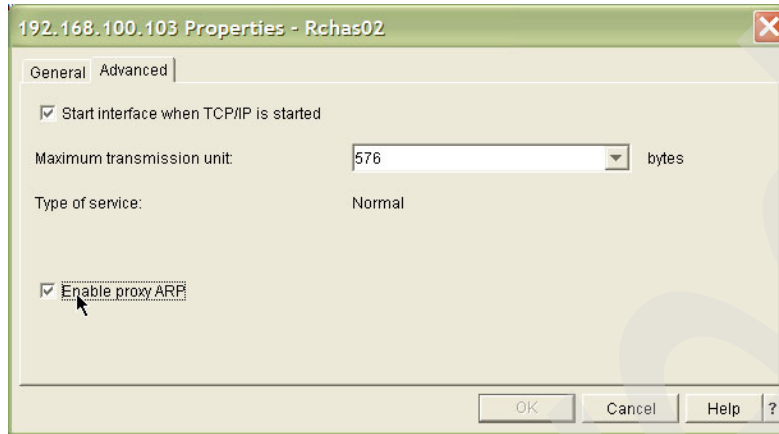 192.168.100.103 Properties - Rchas02
General Advanced
Start interface when TCP/IP is started
Maximum transmission unit: 576 bytes
Type of service: Normal
Enable proxy ARP
OK Cancel Help ?